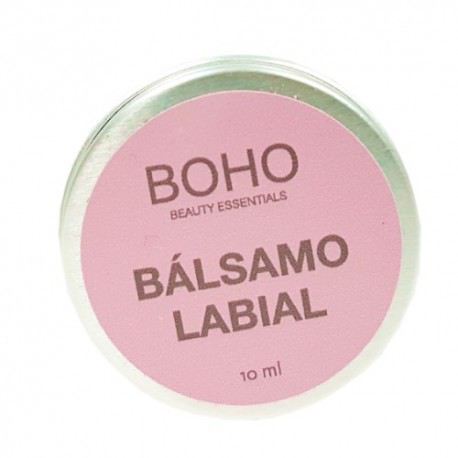 BOHO
BEAUTY ESSENTIALS
BÁLSAMO
LABIAL
10 ml